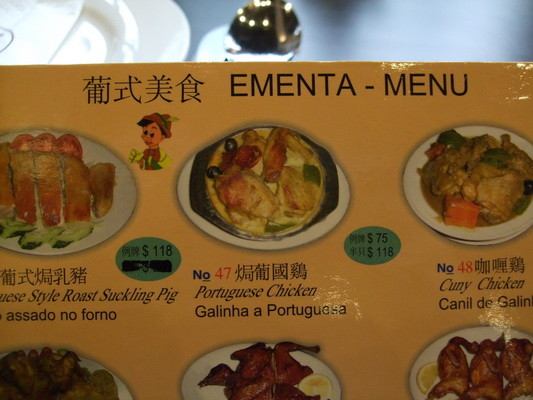 葡式美食 EMENTA - MENU
例牌 $ 118
例牌 $ 75
半只 $ 118
葡式焗乳豬
uese Style Roast Suckling Pig
o assado no forno
No 47 焗葡國鷄
Portuguese Chicken
Galinha a Portuguesa
No 48 咖喱鷄
Cuny Chicken
Canil de Galinh